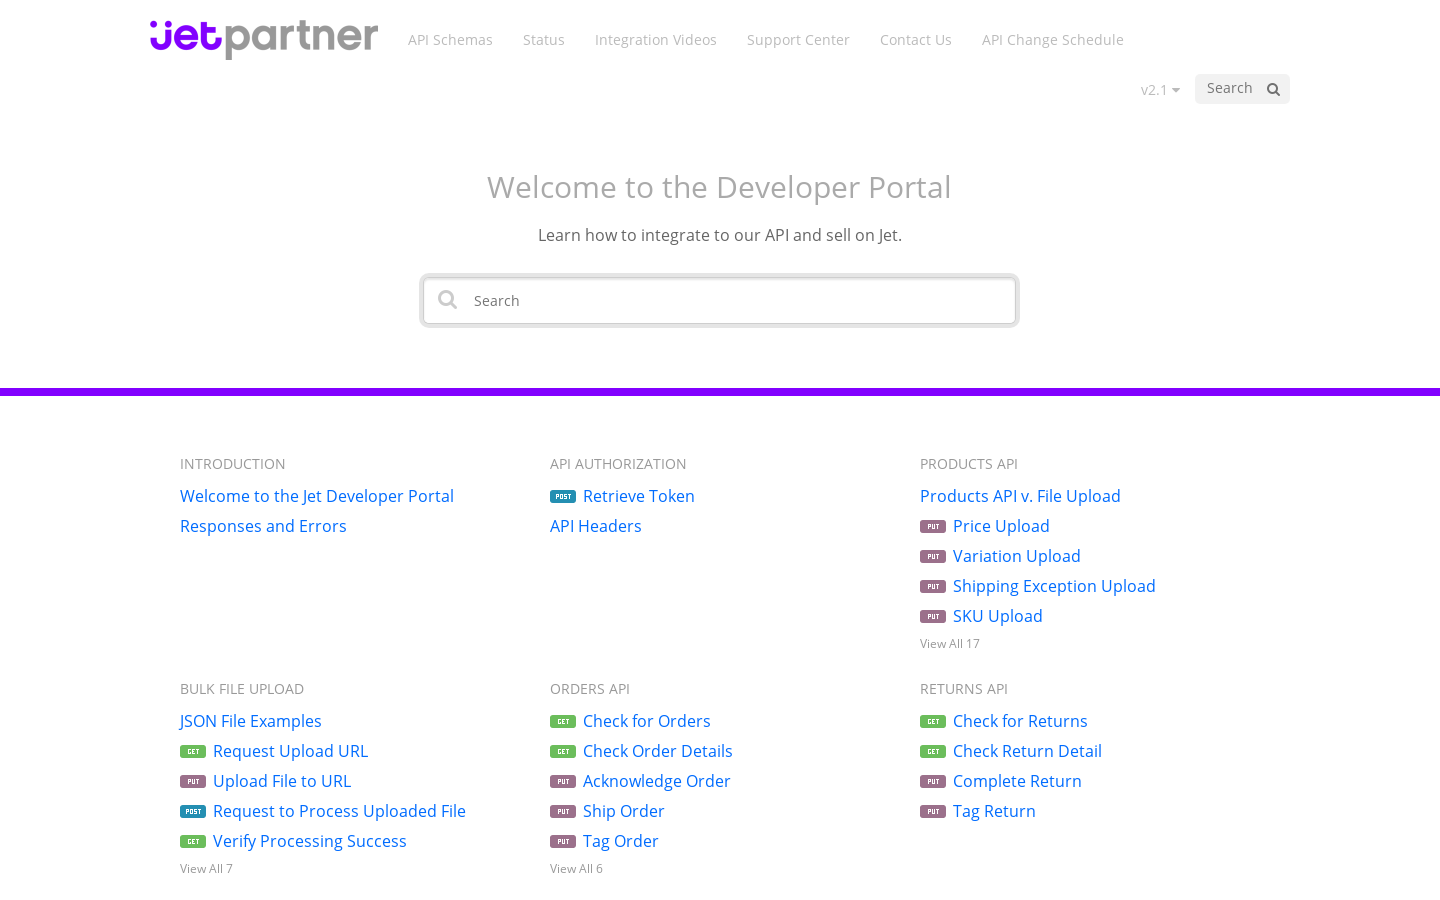 jetpartner
API Schemas Status Integration Videos Support Center Contact Us API Change Schedule
v2.1 Search
Welcome to the Developer Portal
Learn how to integrate to our API and sell on Jet.
Search
INTRODUCTION
Welcome to the Jet Developer Portal
Responses and Errors
API AUTHORIZATION
POST Retrieve Token
API Headers
PRODUCTS API
Products API v. File Upload
PUT Price Upload
PUT Variation Upload
PUT Shipping Exception Upload
PUT SKU Upload
View All 17
BULK FILE UPLOAD
JSON File Examples
GET Request Upload URL
PUT Upload File to URL
POST Request to Process Uploaded File
GET Verify Processing Success
View All 7
ORDERS API
GET Check for Orders
GET Check Order Details
PUT Acknowledge Order
PUT Ship Order
PUT Tag Order
View All 6
RETURNS API
GET Check for Returns
GET Check Return Detail
PUT Complete Return
PUT Tag Return